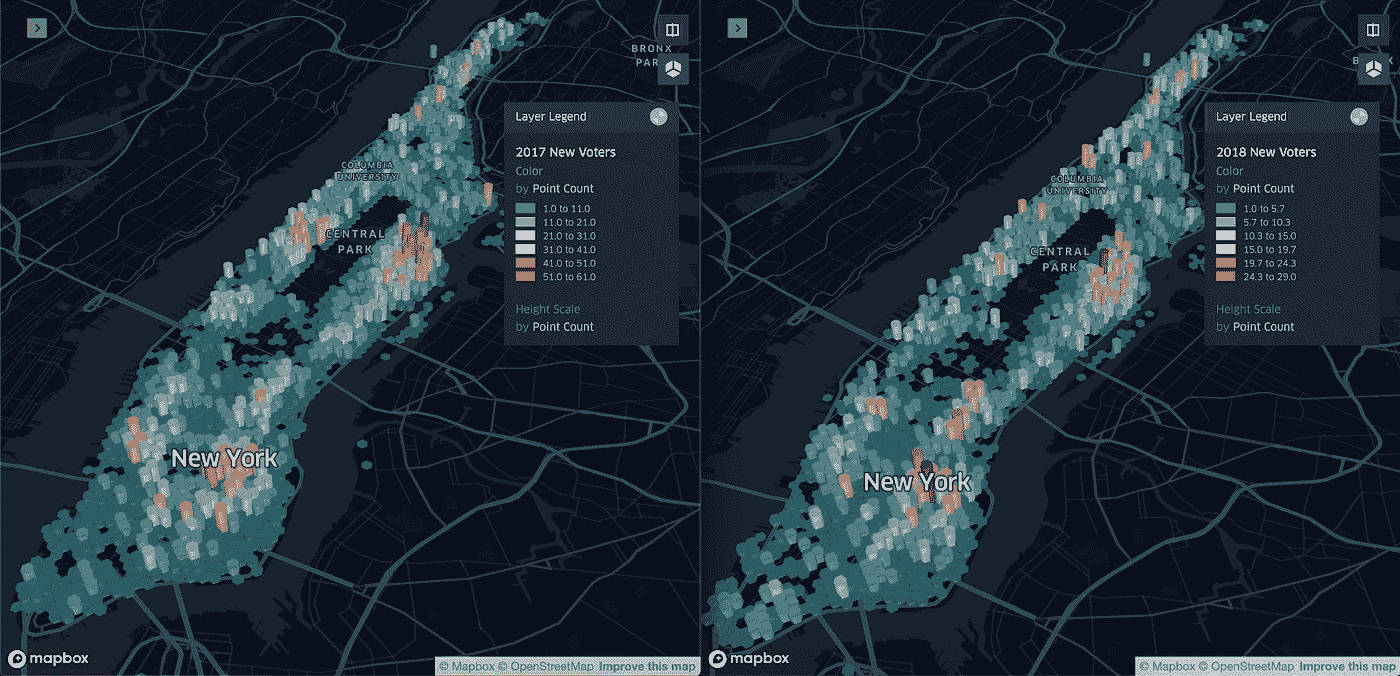 BRONX
PAR
COLUMBIA
UNIVERSITY
CENTRAL
PARK
New York
Layer Legend
2017 New Voters
Color
by Point Count
1.0 to 11.0
11.0 to 21.0
21.0 to 31.0
31.0 to 41.0
41.0 to 51.0
51.0 to 61.0
Height Scale
by Point Count
mapbox
© Mapbox © OpenStreetMap Improve this map
COLUMBIA
UNIVERSITY
CENTRAL
PARK
New York
Layer Legend
2018 New Voters
Color
by Point Count
1.0 to 5.7
5.7 to 10.3
10.3 to 15.0
15.0 to 19.7
19.7 to 24.3
24.3 to 29.0
Height Scale
by Point Count
mapbox
© Mapbox © OpenStreetMap Improve this map